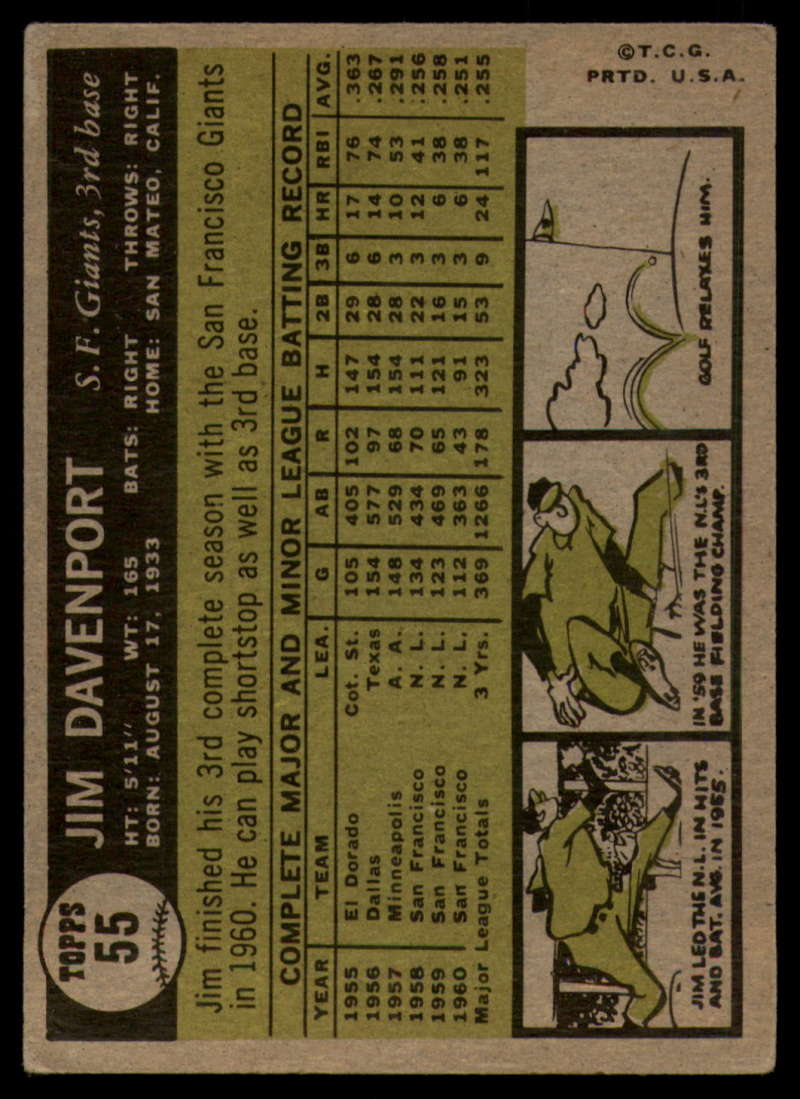 TOPPS
55
JIM DAVENPORT S. F. Giants, 3rd base
HT: 5'11" WT: 165 BATS: RIGHT THROWS: RIGHT
BORN: AUGUST 17, 1933 HOME: SAN MATEO, CALIF.
Jim finished his 3rd complete season with the San Francisco Giants
in 1960. He can play shortstop as well as 3rd base.
COMPLETE MAJOR AND MINOR LEAGUE BATTING RECORD
YEAR TEAM LEA. G AB R H 2B 3B HR RBI AVG.
1955 El Dorado Cot. St. 105 405 102 147 29 6 17 76 .363
1956 Dallas Texas 154 577 97 154 28 6 14 74 .267
1957 Minneapolis A. A. 148 529 68 154 28 3 10 53 .291
1958 San Francisco N. L. 134 434 70 111 22 3 12 41 .256
1959 San Francisco N. L. 123 469 65 121 16 3 6 38 .258
1960 San Francisco N. L. 112 363 43 91 15 3 6 38 .251
Major League Totals 3 Yrs. 369 1266 178 323 53 9 24 117 .255
JIM LED THE N.L. IN HITS
AND BAT. AVG. IN 1955.
IN '59 HE WAS THE N.L'S 3RD
BASE FIELDING CHAMP.
GOLF RELAXES HIM.
©T.C.G.
PRTD. U.S.A.